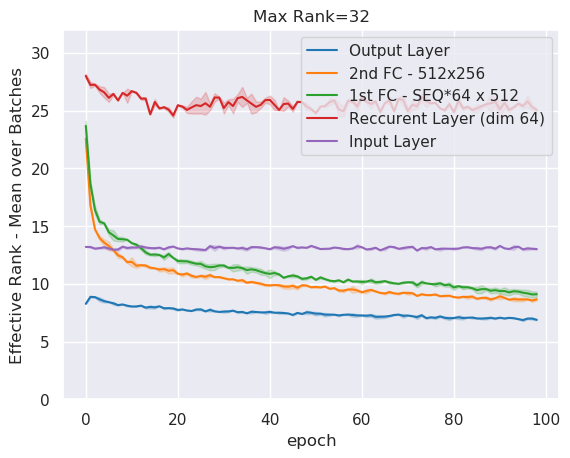 Max Rank=32
Effective Rank - Mean over Batches
30
25
20
15
10
5
0
Output Layer
2nd FC - 512x256
1st FC - SEQ*64 x 512
Reccurent Layer (dim 64)
Input Layer
0 20 40 60 80 100
epoch